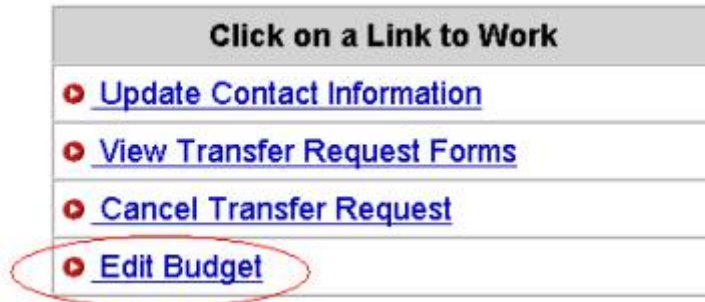 Click on a Link to Work
Update Contact Information
View Transfer Request Forms
Cancel Transfer Request
Edit Budget